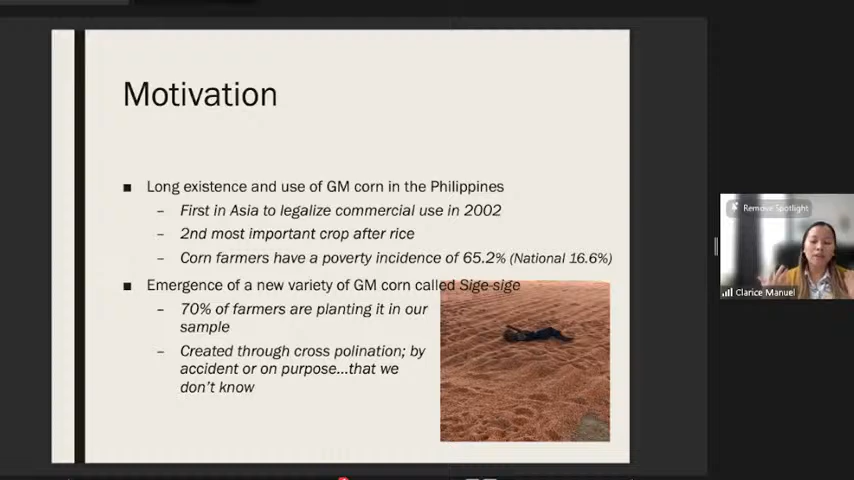 Motivation
■ Long existence and use of GM corn in the Philippines
– First in Asia to legalize commercial use in 2002
– 2nd most important crop after rice
– Corn farmers have a poverty incidence of 65.2% (National 16.6%)
■ Emergence of a new variety of GM corn called Sige-sige
– 70% of farmers are planting it in our
sample
– Created through cross polination; by
accident or on purpose...that we
don't know
Remove Spotlight
Clarice Manuel